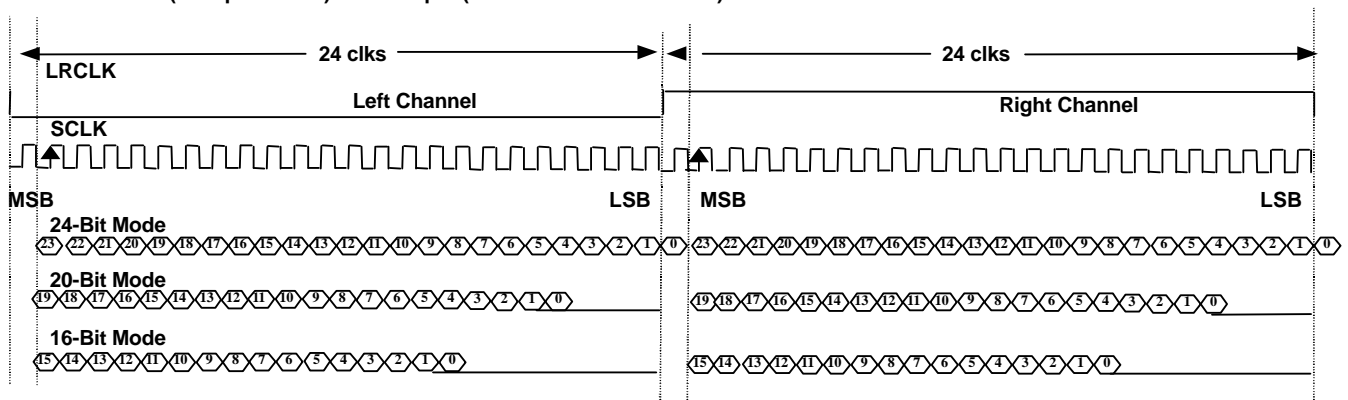 24 clks 24 clks
LRCLK
Left Channel Right Channel
SCLK
MSB LSB MSB LSB
24-Bit Mode
23 22 21 20 19 18 17 16 15 14 13 12 11 10 9 8 7 6 5 4 3 2 1 0 23 22 21 20 19 18 17 16 15 14 13 12 11 10 9 8 7 6 5 4 3 2 1 0
20-Bit Mode
19 18 17 16 15 14 13 12 11 10 9 8 7 6 5 4 3 2 1 0 19 18 17 16 15 14 13 12 11 10 9 8 7 6 5 4 3 2 1 0
16-Bit Mode
15 14 13 12 11 10 9 8 7 6 5 4 3 2 1 0 15 14 13 12 11 10 9 8 7 6 5 4 3 2 1 0